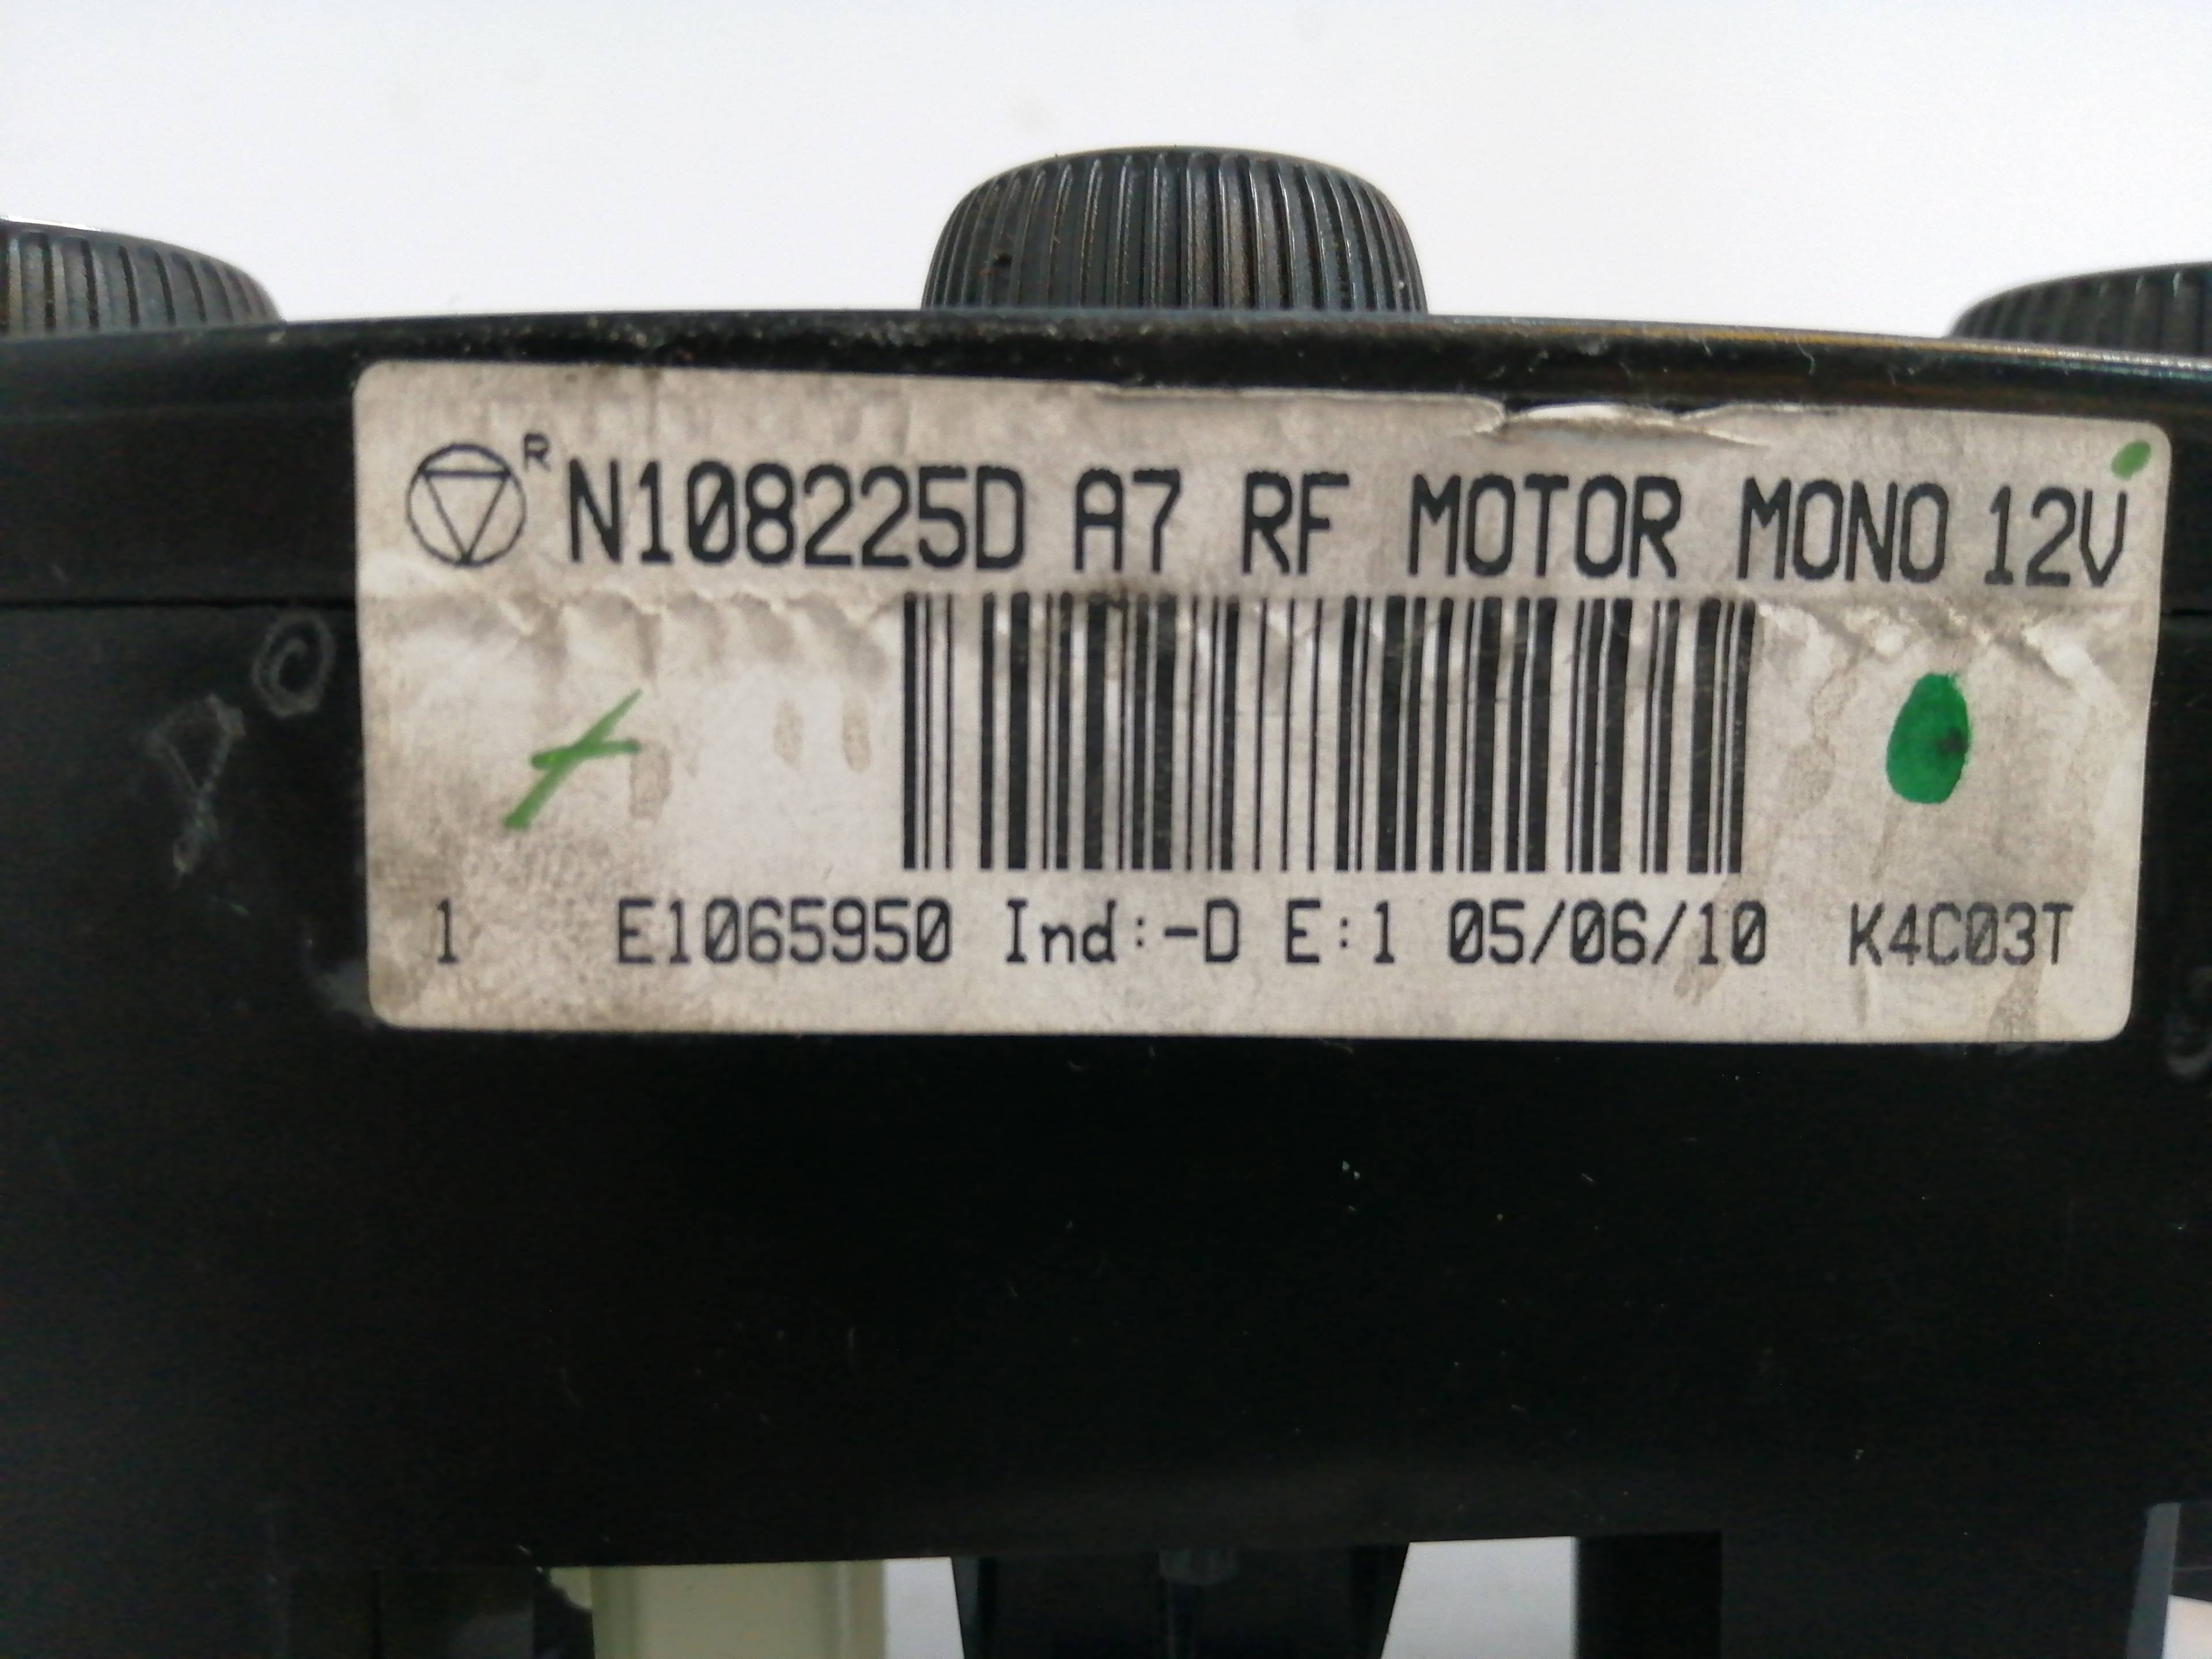 R N108225D A7 RF MOTOR MONO 12V
1 E1065950 Ind:-D E:1 05/06/10 K4C03T